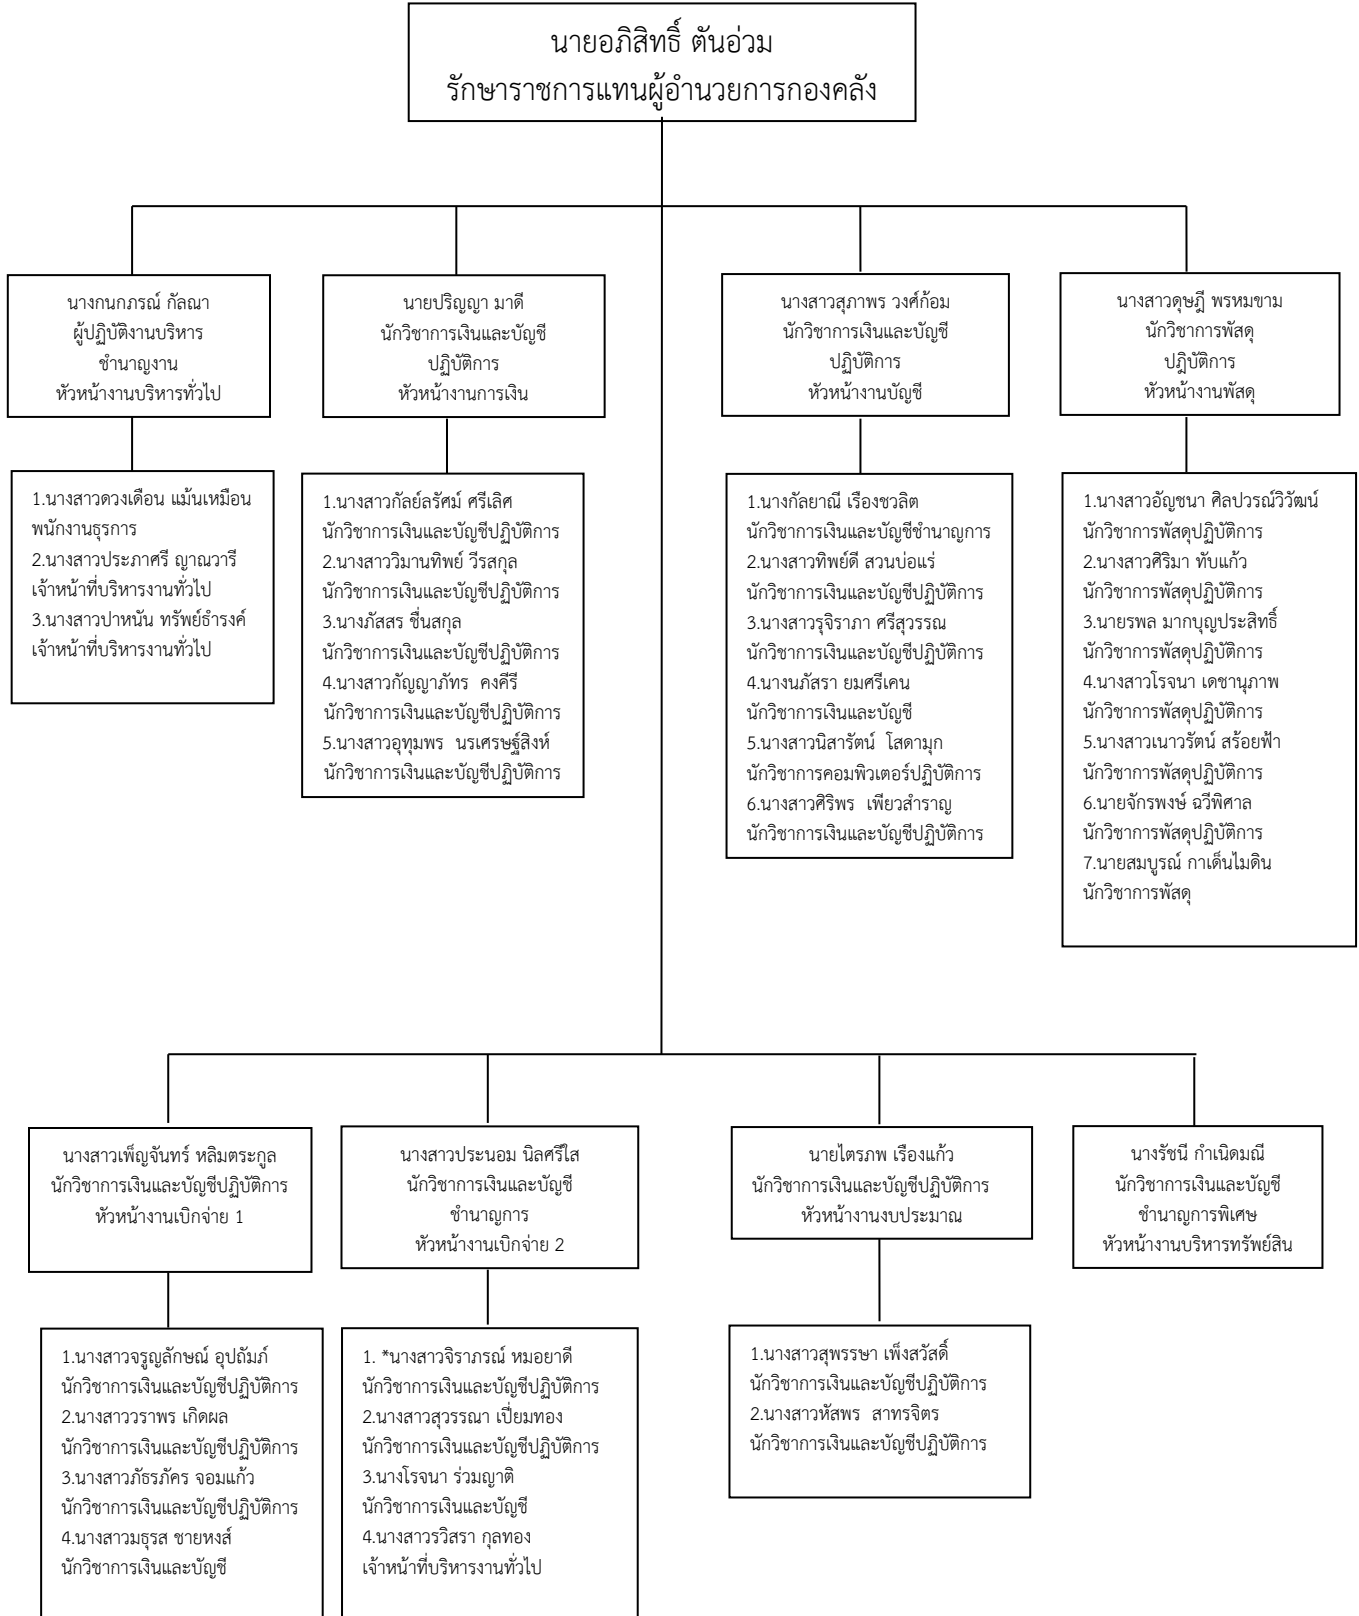 นายอภิสิทธิ์ ตันอ่วม
รักษาราชการแทนผู้อำนวยการกองคลัง
นางกนกภรณ์ กัลณา
ผู้ปฏิบัติงานบริหาร
ชำนาญงาน
หัวหน้างานบริหารทั่วไป
นายปริญญา มาดี
นักวิชาการเงินและบัญชี
ปฏิบัติการ
หัวหน้างานการเงิน
นางสาวสุภาพร วงศ์ก้อม
นักวิชาการเงินและบัญชี
ปฏิบัติการ
หัวหน้างานบัญชี
นางสาวดุษฎี พรหมขาม
นักวิชาการพัสดุ
ปฎิบัติการ
หัวหน้างานพัสดุ
1.นางสาวดวงเดือน แม้นเหมือน
พนักงานธุรการ
2.นางสาวประภาศรี ญาณวารี
เจ้าหน้าที่บริหารงานทั่วไป
3.นางสาวปาหนัน ทรัพย์ธำรงค์
เจ้าหน้าที่บริหารงานทั่วไป
1.นางสาวกัลย์ลรัศม์ ศรีเลิศ
นักวิชาการเงินและบัญชีปฏิบัติการ
2.นางสาววิมานทิพย์ วีรสกุล
นักวิชาการเงินและบัญชีปฏิบัติการ
3.นางภัสสร ชื่นสกุล
นักวิชาการเงินและบัญชีปฏิบัติการ
4.นางสาวกัญญาภัทร คงคีรี
นักวิชาการเงินและบัญชีปฏิบัติการ
5.นางสาวอุทุมพร นรเศรษฐ์สิงห์
นักวิชาการเงินและบัญชีปฏิบัติการ
1.นางกัลยาณี เรืองชวลิต
นักวิชาการเงินและบัญชีชำนาญการ
2.นางสาวทิพย์ดี สวนบ่อแร่
นักวิชาการเงินและบัญชีปฏิบัติการ
3.นางสาวรุจิราภา ศรีสุวรรณ
นักวิชาการเงินและบัญชีปฏิบัติการ
4.นางนภัสรา ยมศรีเคน
นักวิชาการเงินและบัญชี
5.นางสาวนิสารัตน์ โสดามุก
นักวิชาการคอมพิวเตอร์ปฏิบัติการ
6.นางสาวศิริพร เพียวสำราญ
นักวิชาการเงินและบัญชีปฏิบัติการ
1.นางสาวอัญชนา ศิลปวรณ์วิวัฒน์
นักวิชาการพัสดุปฏิบัติการ
2.นางสาวศิริมา ทับแก้ว
นักวิชาการพัสดุปฏิบัติการ
3.นายรพล มากบุญประสิทธิ์
นักวิชาการพัสดุปฏิบัติการ
4.นางสาวโรจนา เดชานุภาพ
นักวิชาการพัสดุปฏิบัติการ
5.นางสาวเนาวรัตน์ สร้อยฟ้า
นักวิชาการพัสดุปฏิบัติการ
6.นายจักรพงษ์ ฉวีพิศาล
นักวิชาการพัสดุปฏิบัติการ
7.นายสมบูรณ์ กาเด็นไมดิน
นักวิชาการพัสดุ
นางสาวเพ็ญจันทร์ หลิมตระกูล
นักวิชาการเงินและบัญชีปฏิบัติการ
หัวหน้างานเบิกจ่าย 1
นางสาวประนอม นิลศรีใส
นักวิชาการเงินและบัญชี
ชำนาญการ
หัวหน้างานเบิกจ่าย 2
นายไตรภพ เรืองแก้ว
นักวิชาการเงินและบัญชีปฏิบัติการ
หัวหน้างานงบประมาณ
นางรัชนี กำเนิดมณี
นักวิชาการเงินและบัญชี
ชำนาญการพิเศษ
หัวหน้างานบริหารทรัพย์สิน
1.นางสาวจรูญลักษณ์ อุปถัมภ์
นักวิชาการเงินและบัญชีปฏิบัติการ
2.นางสาววราพร เกิดผล
นักวิชาการเงินและบัญชีปฏิบัติการ
3.นางสาวภัธรภัคร จอมแก้ว
นักวิชาการเงินและบัญชีปฏิบัติการ
4.นางสาวมธุรส ชายหงส์
นักวิชาการเงินและบัญชี
1. *นางสาวจิราภรณ์ หมอยาดี
นักวิชาการเงินและบัญชีปฏิบัติการ
2.นางสาวสุวรรณา เปี่ยมทอง
นักวิชาการเงินและบัญชีปฏิบัติการ
3.นางโรจนา ร่วมญาติ
นักวิชาการเงินและบัญชี
4.นางสาวรวิสรา กุลทอง
เจ้าหน้าที่บริหารงานทั่วไป
1.นางสาวสุพรรษา เพ็งสวัสดิ์
นักวิชาการเงินและบัญชีปฏิบัติการ
2.นางสาวหัสพร สาทรจิตร
นักวิชาการเงินและบัญชีปฏิบัติการ